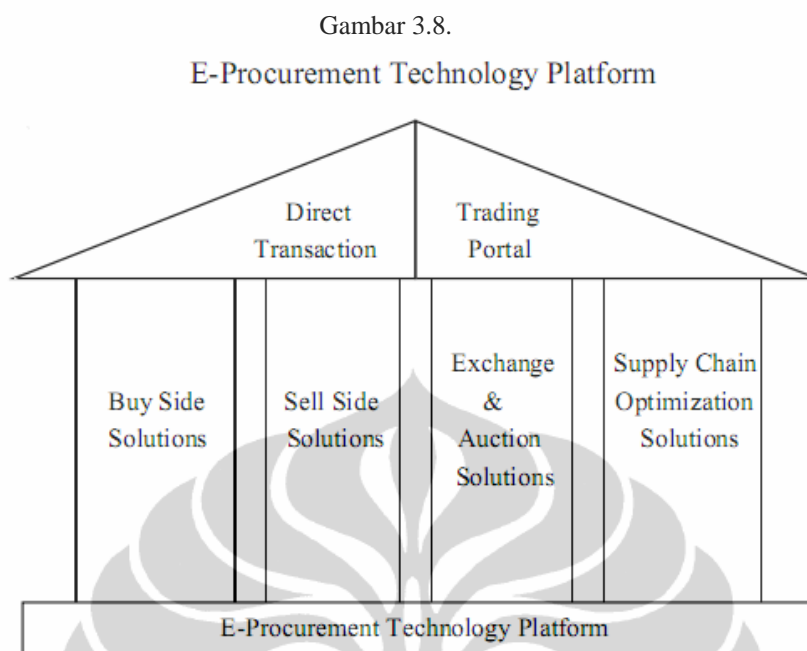 Gambar 3.8.
E-Procurement Technology Platform
Direct
Transaction
Trading
Portal
Buy Side
Solutions
Sell Side
Solutions
Exchange
&
Auction
Solutions
Supply Chain
Optimization
Solutions
E-Procurement Technology Platform